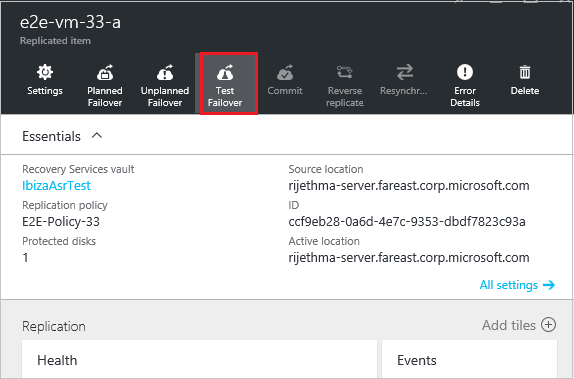 e2e-vm-33-a
Replicated item
Settings
Planned Failover
Unplanned Failover
Test Failover
Commit
Reverse replicate
Resynchr...
Error Details
Delete
Essentials
Recovery Services vault
IbizaAsrTest
Replication policy
E2E-Policy-33
Protected disks
1
Source location
rijethma-server.fareast.corp.microsoft.com
ID
ccf9eb28-0a6d-4e7c-9353-dbdf7823c93a
Active location
rijethma-server.fareast.corp.microsoft.com
All settings
Replication
Add tiles
Health
Events